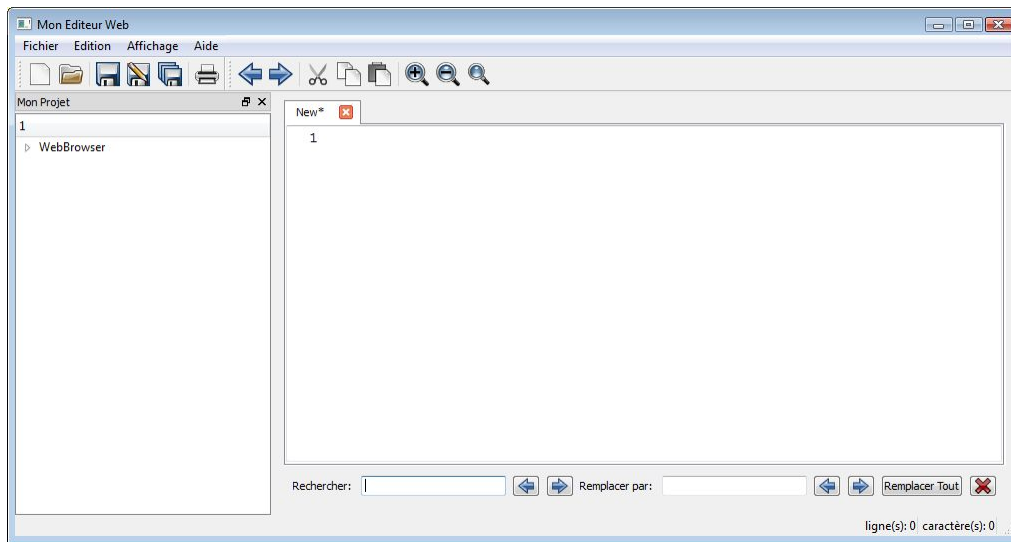 Mon Editeur Web
Fichier Edition Affichage Aide
Mon Projet
New*
1
1
WebBrowser
Rechercher: Remplacer par: Remplacer Tout
ligne(s): 0 caractère(s): 0